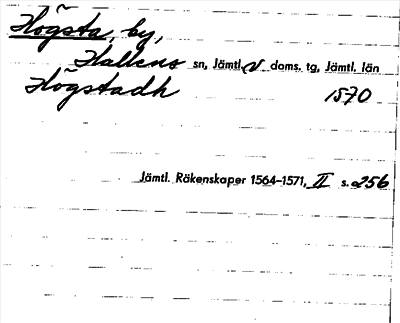 Högsta, by,
Hallens sn, Jämtl. V doms. tg, Jämtl. län
Högstadh 1570
Jämtl. Räkenskaper 1564-1571, II s. 256